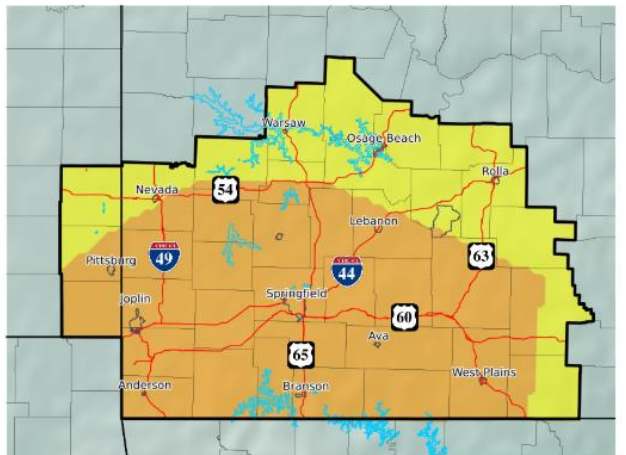 Warsaw
Osage Beach
Rolla
Nevada
54
Lebanon
Pittsburg
49
44
63
Joplin
Springfield
60
Ava
65
Anderson
Branson
West Plains